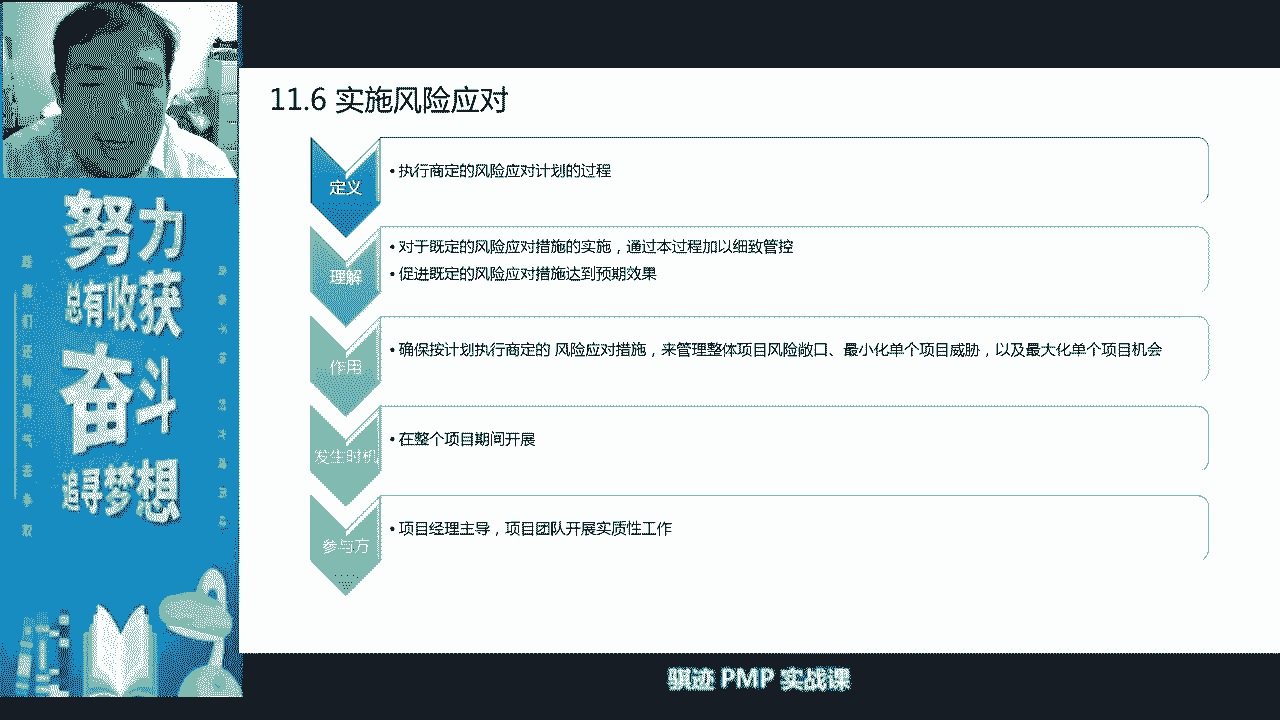 11.6 实施风险应对
定义
• 执行商定的风险应对计划的过程
理解
• 对于既定的风险应对措施的实施，通过本过程加以细致管控
• 促进既定的风险应对措施达到预期效果
作用
• 确保按计划执行商定的 风险应对措施，来管理整体项目风险敞口、最小化单个项目威胁，以及最大化单个项目机会
发生时机
• 在整个项目期间开展
参与方
• 项目经理主导，项目团队开展实质性工作
努力
总有收获
奋斗
追寻梦想
骐迹 PMP 实战课